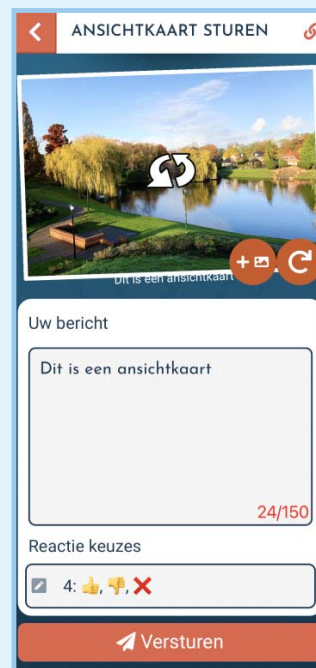 ANSICHTKAART STUREN
Dit is een ansichtkaart
Uw bericht
Dit is een ansichtkaart
24/150
Reactie keuzes
4: 👍, 👎, ❌
Versturen